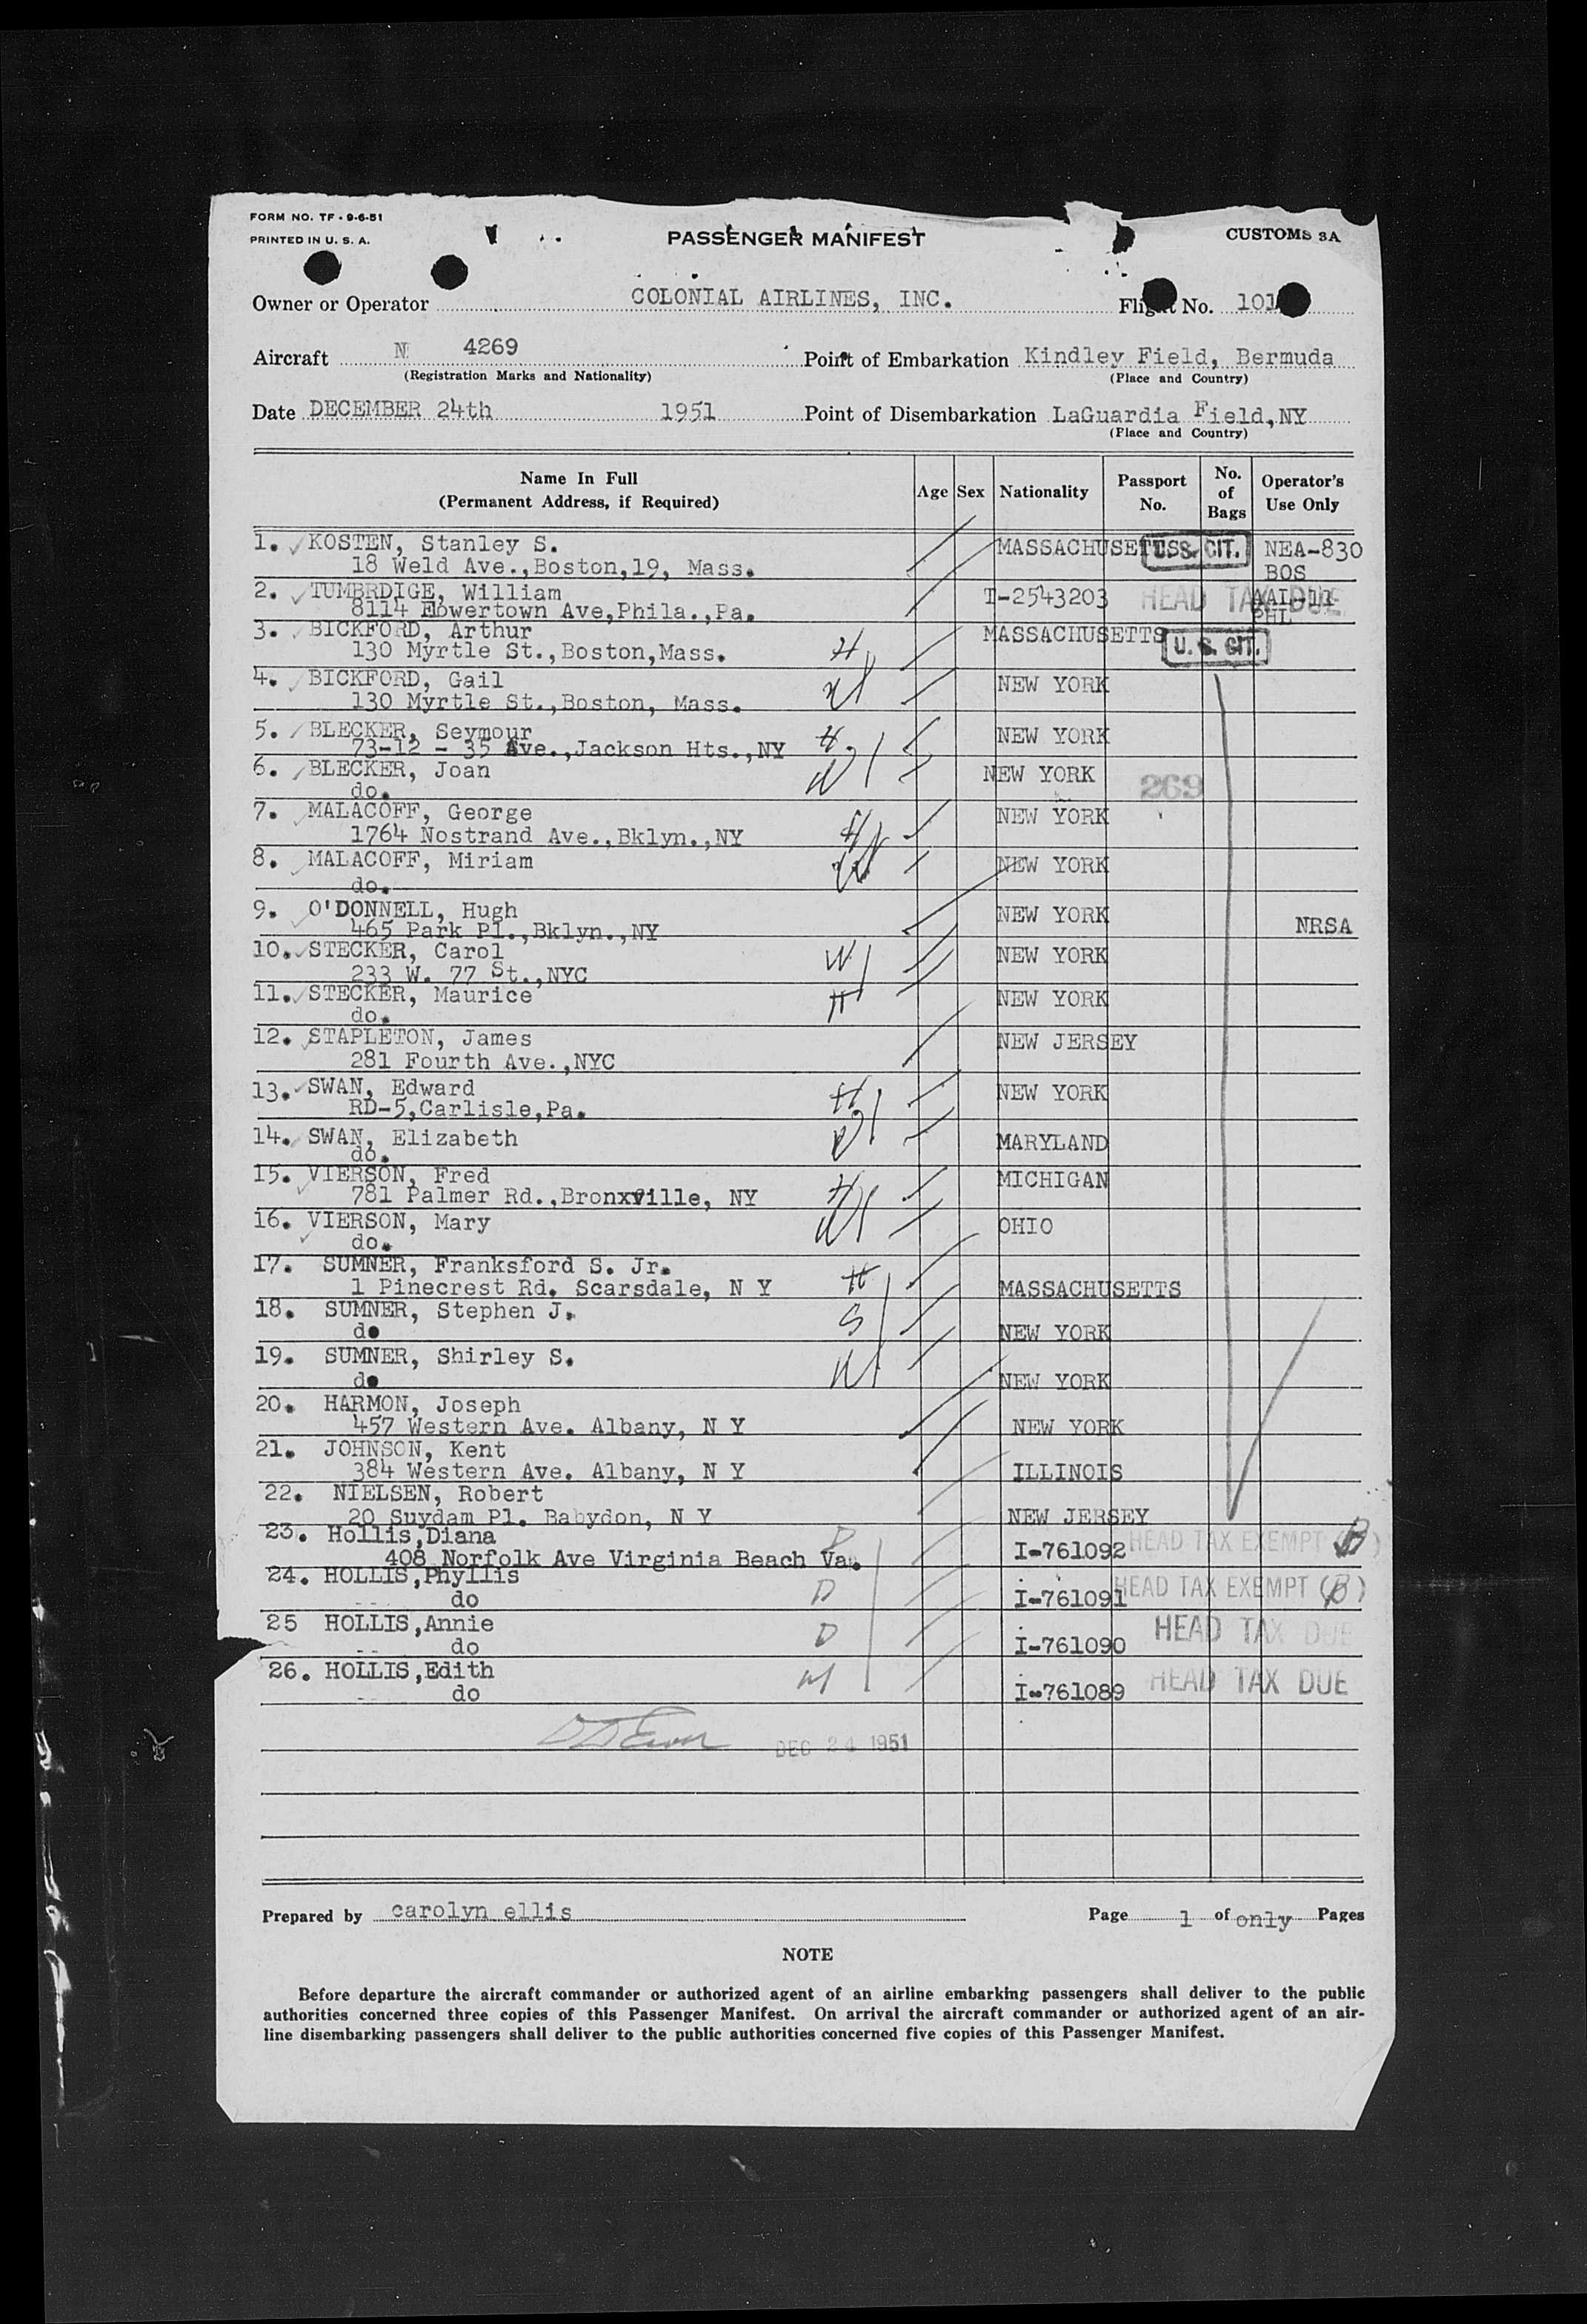 FORM NO. TF - 9-6-51
PRINTED IN U. S. A.
PASSENGER MANIFEST
CUSTOMS 3A
Owner or Operator COLONIAL AIRLINES, INC. Flight No. 101
Aircraft N 4269 Point of Embarkation Kindley Field, Bermuda
(Registration Marks and Nationality) (Place and Country)
Date DECEMBER 24th 1951 Point of Disembarkation LaGuardia Field,NY
(Place and Country)
Name In Full (Permanent Address, if Required) Age Sex Nationality Passport No. No. of Bags Operator's Use Only
1. KOSTEN, Stanley S. MASSACHUSETTS U.S. CIT. NEA-830
18 Weld Ave.,Boston,19, Mass. BOS
2. TUMBRDIGE, William T-2543203 HEAD TAX DUE AAI-11
8114 Lowertown Ave,Phila.,Pa. PHL
3. BICKFORD, Arthur MASSACHUSETTS
130 Myrtle St.,Boston,Mass. H U. S. CIT.
4. BICKFORD, Gail NEW YORK
130 Myrtle St.,Boston, Mass. W
5. BLECKER, Seymour NEW YORK
73-12 - 35 Ave.,Jackson Hts.,NY H
6. BLECKER, Joan NEW YORK
do. W 269
7. MALACOFF, George NEW YORK
1764 Nostrand Ave.,Bklyn.,NY H
8. MALACOFF, Miriam W NEW YORK
do.
9. O'DONNELL, Hugh NEW YORK
465 Park Pl.,Bklyn.,NY NRSA
10. STECKER, Carol W NEW YORK
233 W. 77 St.,NYC
11. STECKER, Maurice H NEW YORK
do.
12. STAPLETON, James NEW JERSEY
281 Fourth Ave.,NYC
13. SWAN, Edward H NEW YORK
RD-5,Carlisle,Pa.
14. SWAN, Elizabeth W MARYLAND
do.
15. VIERSON, Fred MICHIGAN
781 Palmer Rd.,Bronxville, NY H
16. VIERSON, Mary W OHIO
do.
17. SUMNER, Franksford S. Jr. H
1 Pinecrest Rd. Scarsdale, N Y MASSACHUSETTS
18. SUMNER, Stephen J. S
do NEW YORK
19. SUMNER, Shirley S. W
do NEW YORK
20. HARMON, Joseph
457 Western Ave. Albany, N Y NEW YORK
21. JOHNSON, Kent
384 Western Ave. Albany, N Y ILLINOIS
22. NIELSEN, Robert
20 Suydam Pl. Babydon, N Y NEW JERSEY
23. Hollis,Diana D HEAD TAX EXEMPT (B)
408 Norfolk Ave Virginia Beach Va. I-761092
24. HOLLIS,Phyllis D HEAD TAX EXEMPT (B)
do I-761091
25 HOLLIS,Annie D HEAD TAX DUE
do I-761090
26. HOLLIS,Edith M HEAD TAX DUE
do I-761089
DEC 24 1951
Prepared by carolyn ellis Page 1 of only Pages
NOTE
Before departure the aircraft commander or authorized agent of an airline embarking passengers shall deliver to the public
authorities concerned three copies of this Passenger Manifest. On arrival the aircraft commander or authorized agent of an air-
line disembarking passengers shall deliver to the public authorities concerned five copies of this Passenger Manifest.